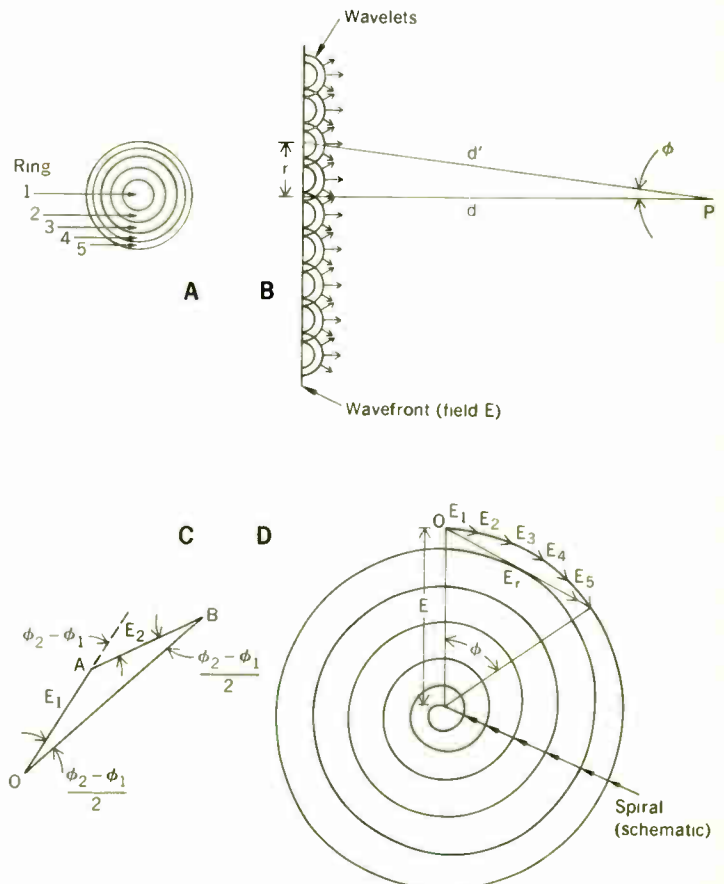 Wavelets
r
d'
φ
d
P
Ring
1
2
3
4
5
A
B
Wavefront (field E)
C
D
O
E₁
E₂
E₃
E₄
E₅
Eᵣ
E
φ
φ₂ − φ₁
E₂
B
A
φ₂ − φ₁
2
E₁
O
φ₂ − φ₁
2
Spiral
(schematic)